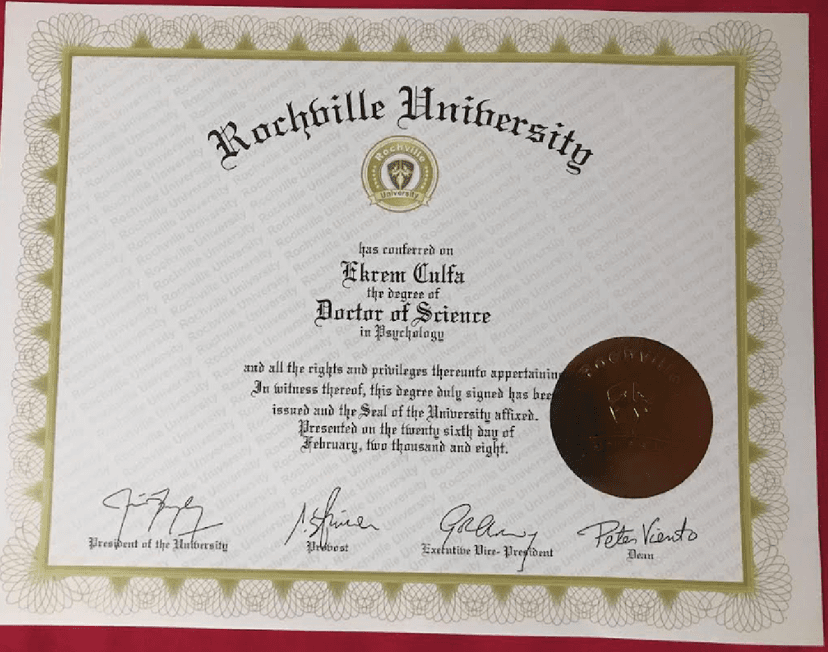 Rochville University
Rochville
University
has conferred on
Ekrem Culfa
the degree of
Doctor of Science
in Psychology
and all the rights and privileges thereunto appertaining
In witness thereof, this degree duly signed has been
issued and the Seal of the University affixed.
Presented on the twenty sixth day of
February, two thousand and eight.
Rochville
President of the University
Provost
Executive Vice- President
Peter Viento
Dean